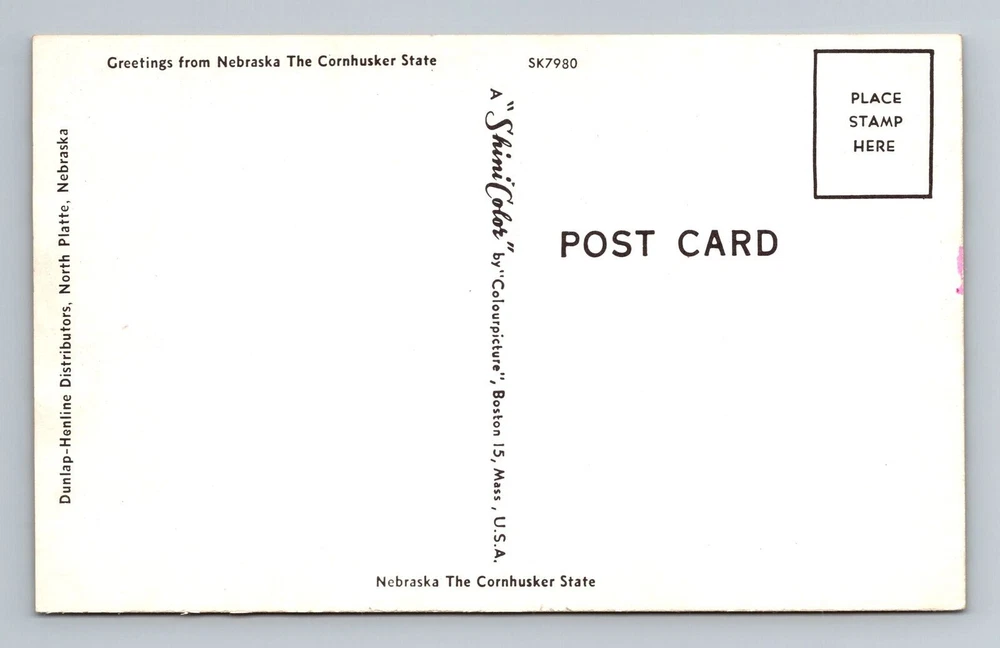 Greetings from Nebraska The Cornhusker State
SK7980
PLACE
STAMP
HERE
Dunlap-Henline Distributors, North Platte, Nebraska
A "Shini Color" by "Colourpicture", Boston 15, Mass, U.S.A.
POST CARD
Nebraska The Cornhusker State